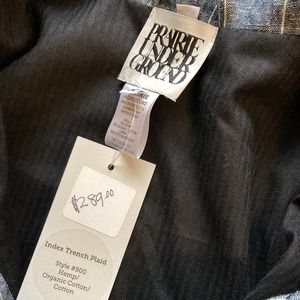 PRAIRIE
UNDER
GROUND
$289.00
Index Trench Plaid
Style #900
Hemp/
Organic Cotton/
Cotton